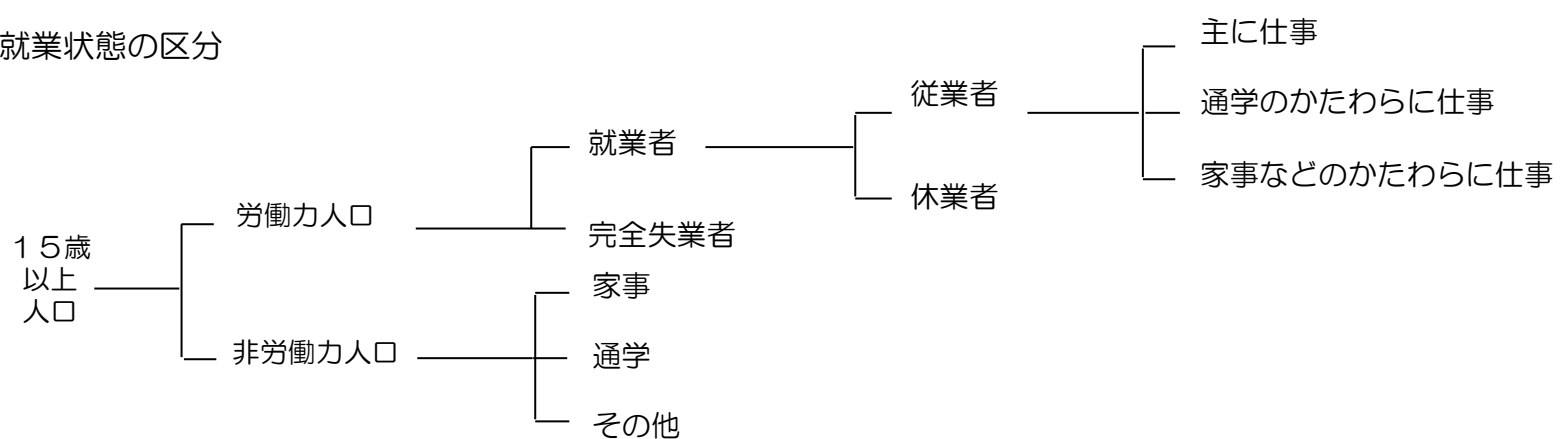 就業状態の区分
主に仕事
従業者
通学のかたわらに仕事
就業者
家事などのかたわらに仕事
休業者
労働力人口
完全失業者
１５歳
以上
人口
家事
非労働力人口
通学
その他